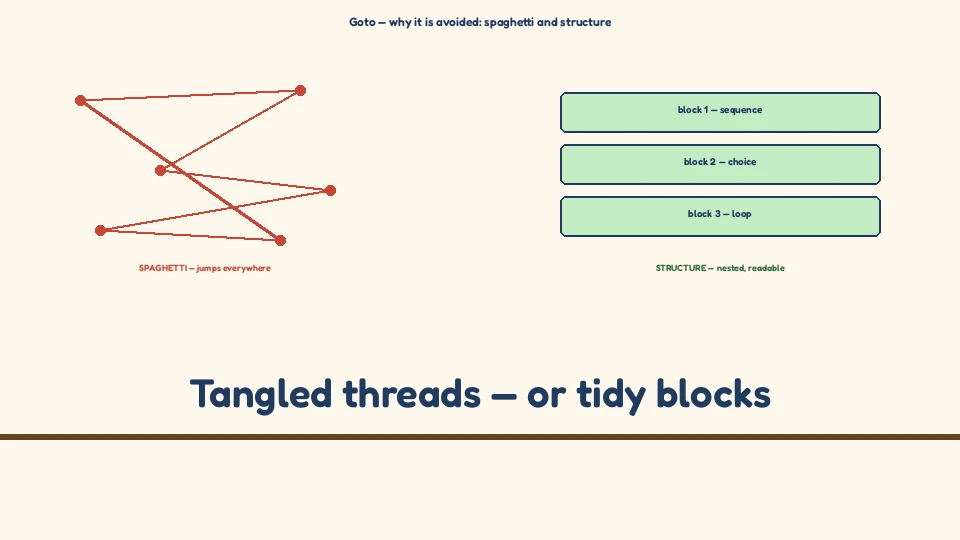 Goto — why it is avoided: spaghetti and structure
block 1 — sequence
block 2 — choice
block 3 — loop
SPAGHETTI — jumps everywhere
STRUCTURE — nested, readable
Tangled threads — or tidy blocks